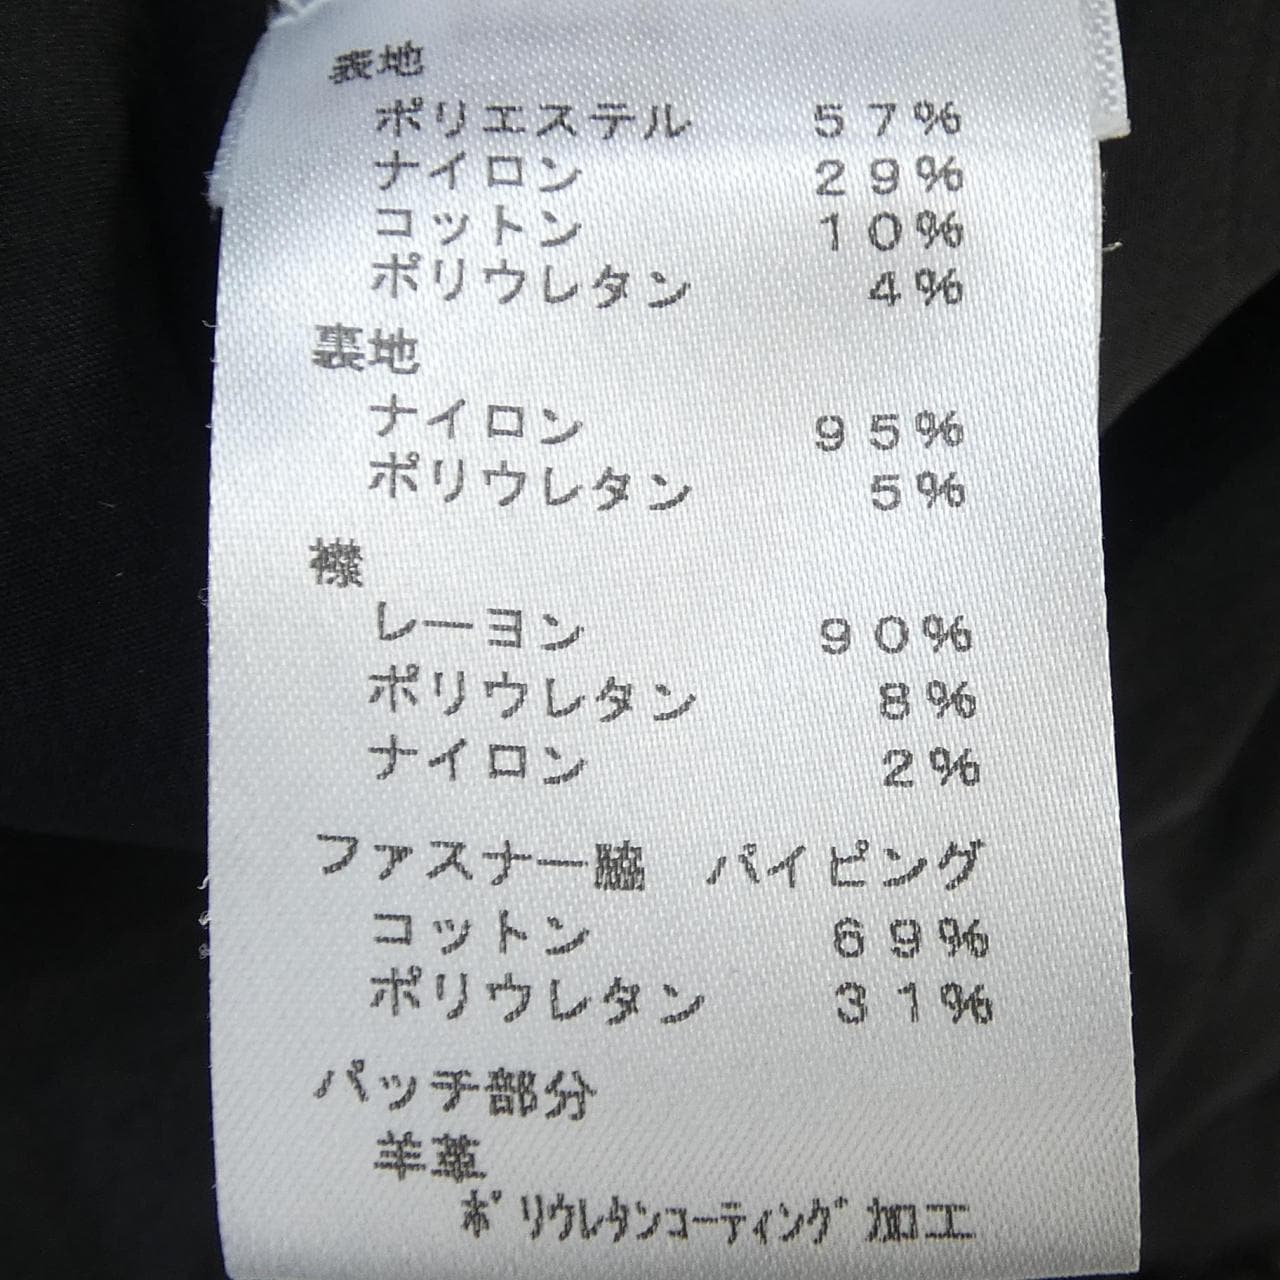 表地
ポリエステル 57%
ナイロン 29%
コットン 10%
ポリウレタン 4%
裏地
ナイロン 95%
ポリウレタン 5%
襟
レーヨン 90%
ポリウレタン 8%
ナイロン 2%
ファスナー脇 パイピング
コットン 69%
ポリウレタン 31%
パッチ部分
羊革
ポリウレタンコーティング加工